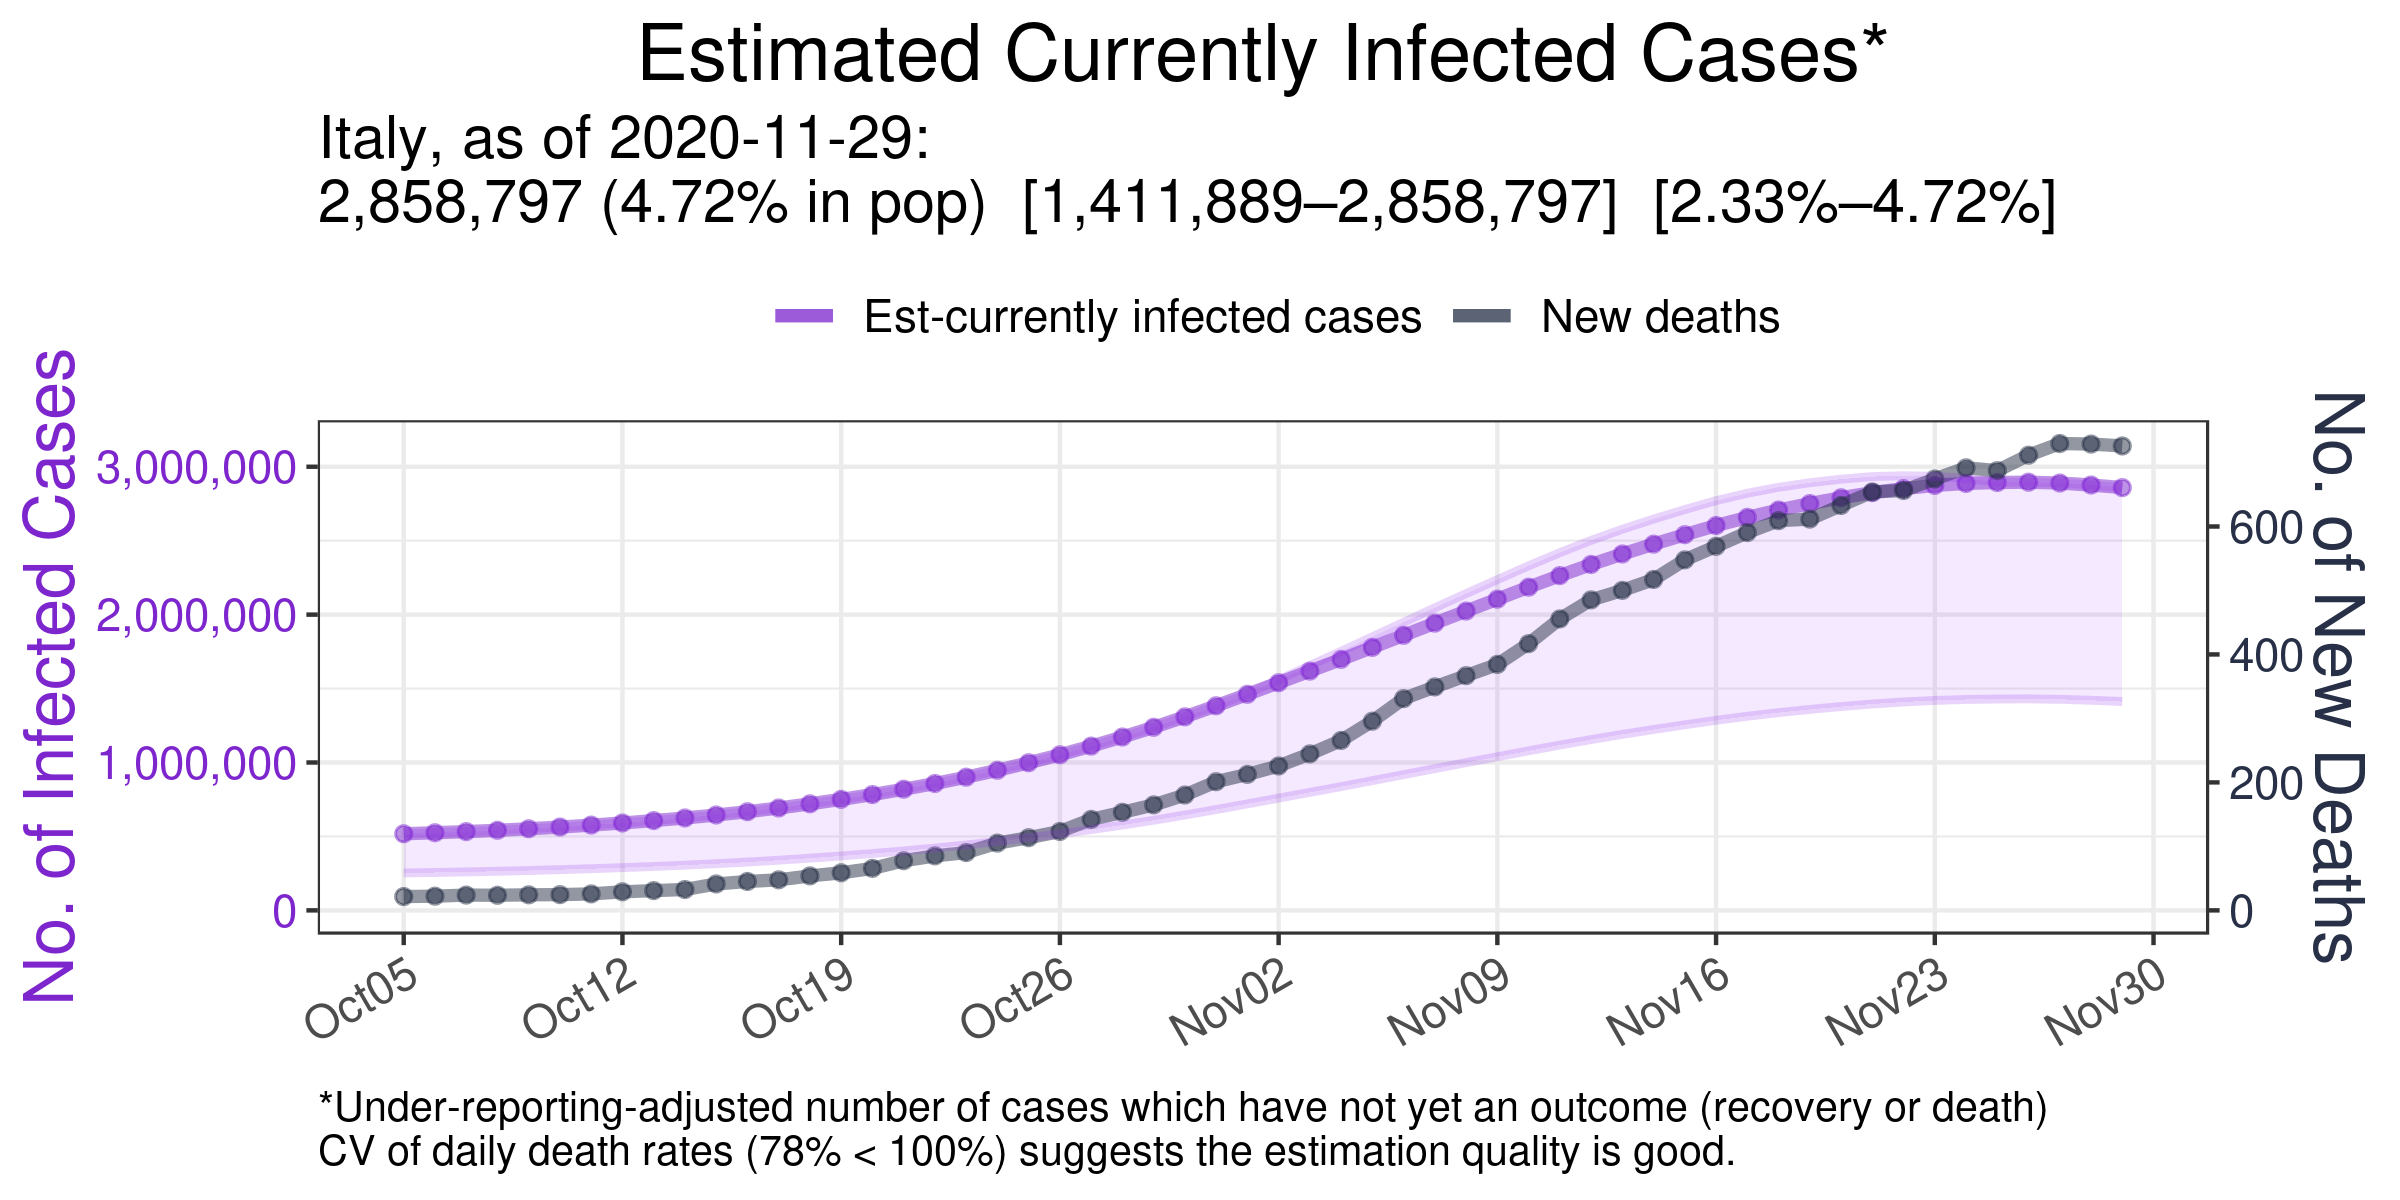 Estimated Currently Infected Cases*
Italy, as of 2020-11-29:
2,858,797 (4.72% in pop)  [1,411,889–2,858,797]  [2.33%–4.72%]
Est-currently infected cases
New deaths
No. of Infected Cases
3,000,000
2,000,000
1,000,000
0
600
400
200
0
No. of New Deaths
Oct05
Oct12
Oct19
Oct26
Nov02
Nov09
Nov16
Nov23
Nov30
*Under-reporting-adjusted number of cases which have not yet an outcome (recovery or death)
CV of daily death rates (78% < 100%) suggests the estimation quality is good.